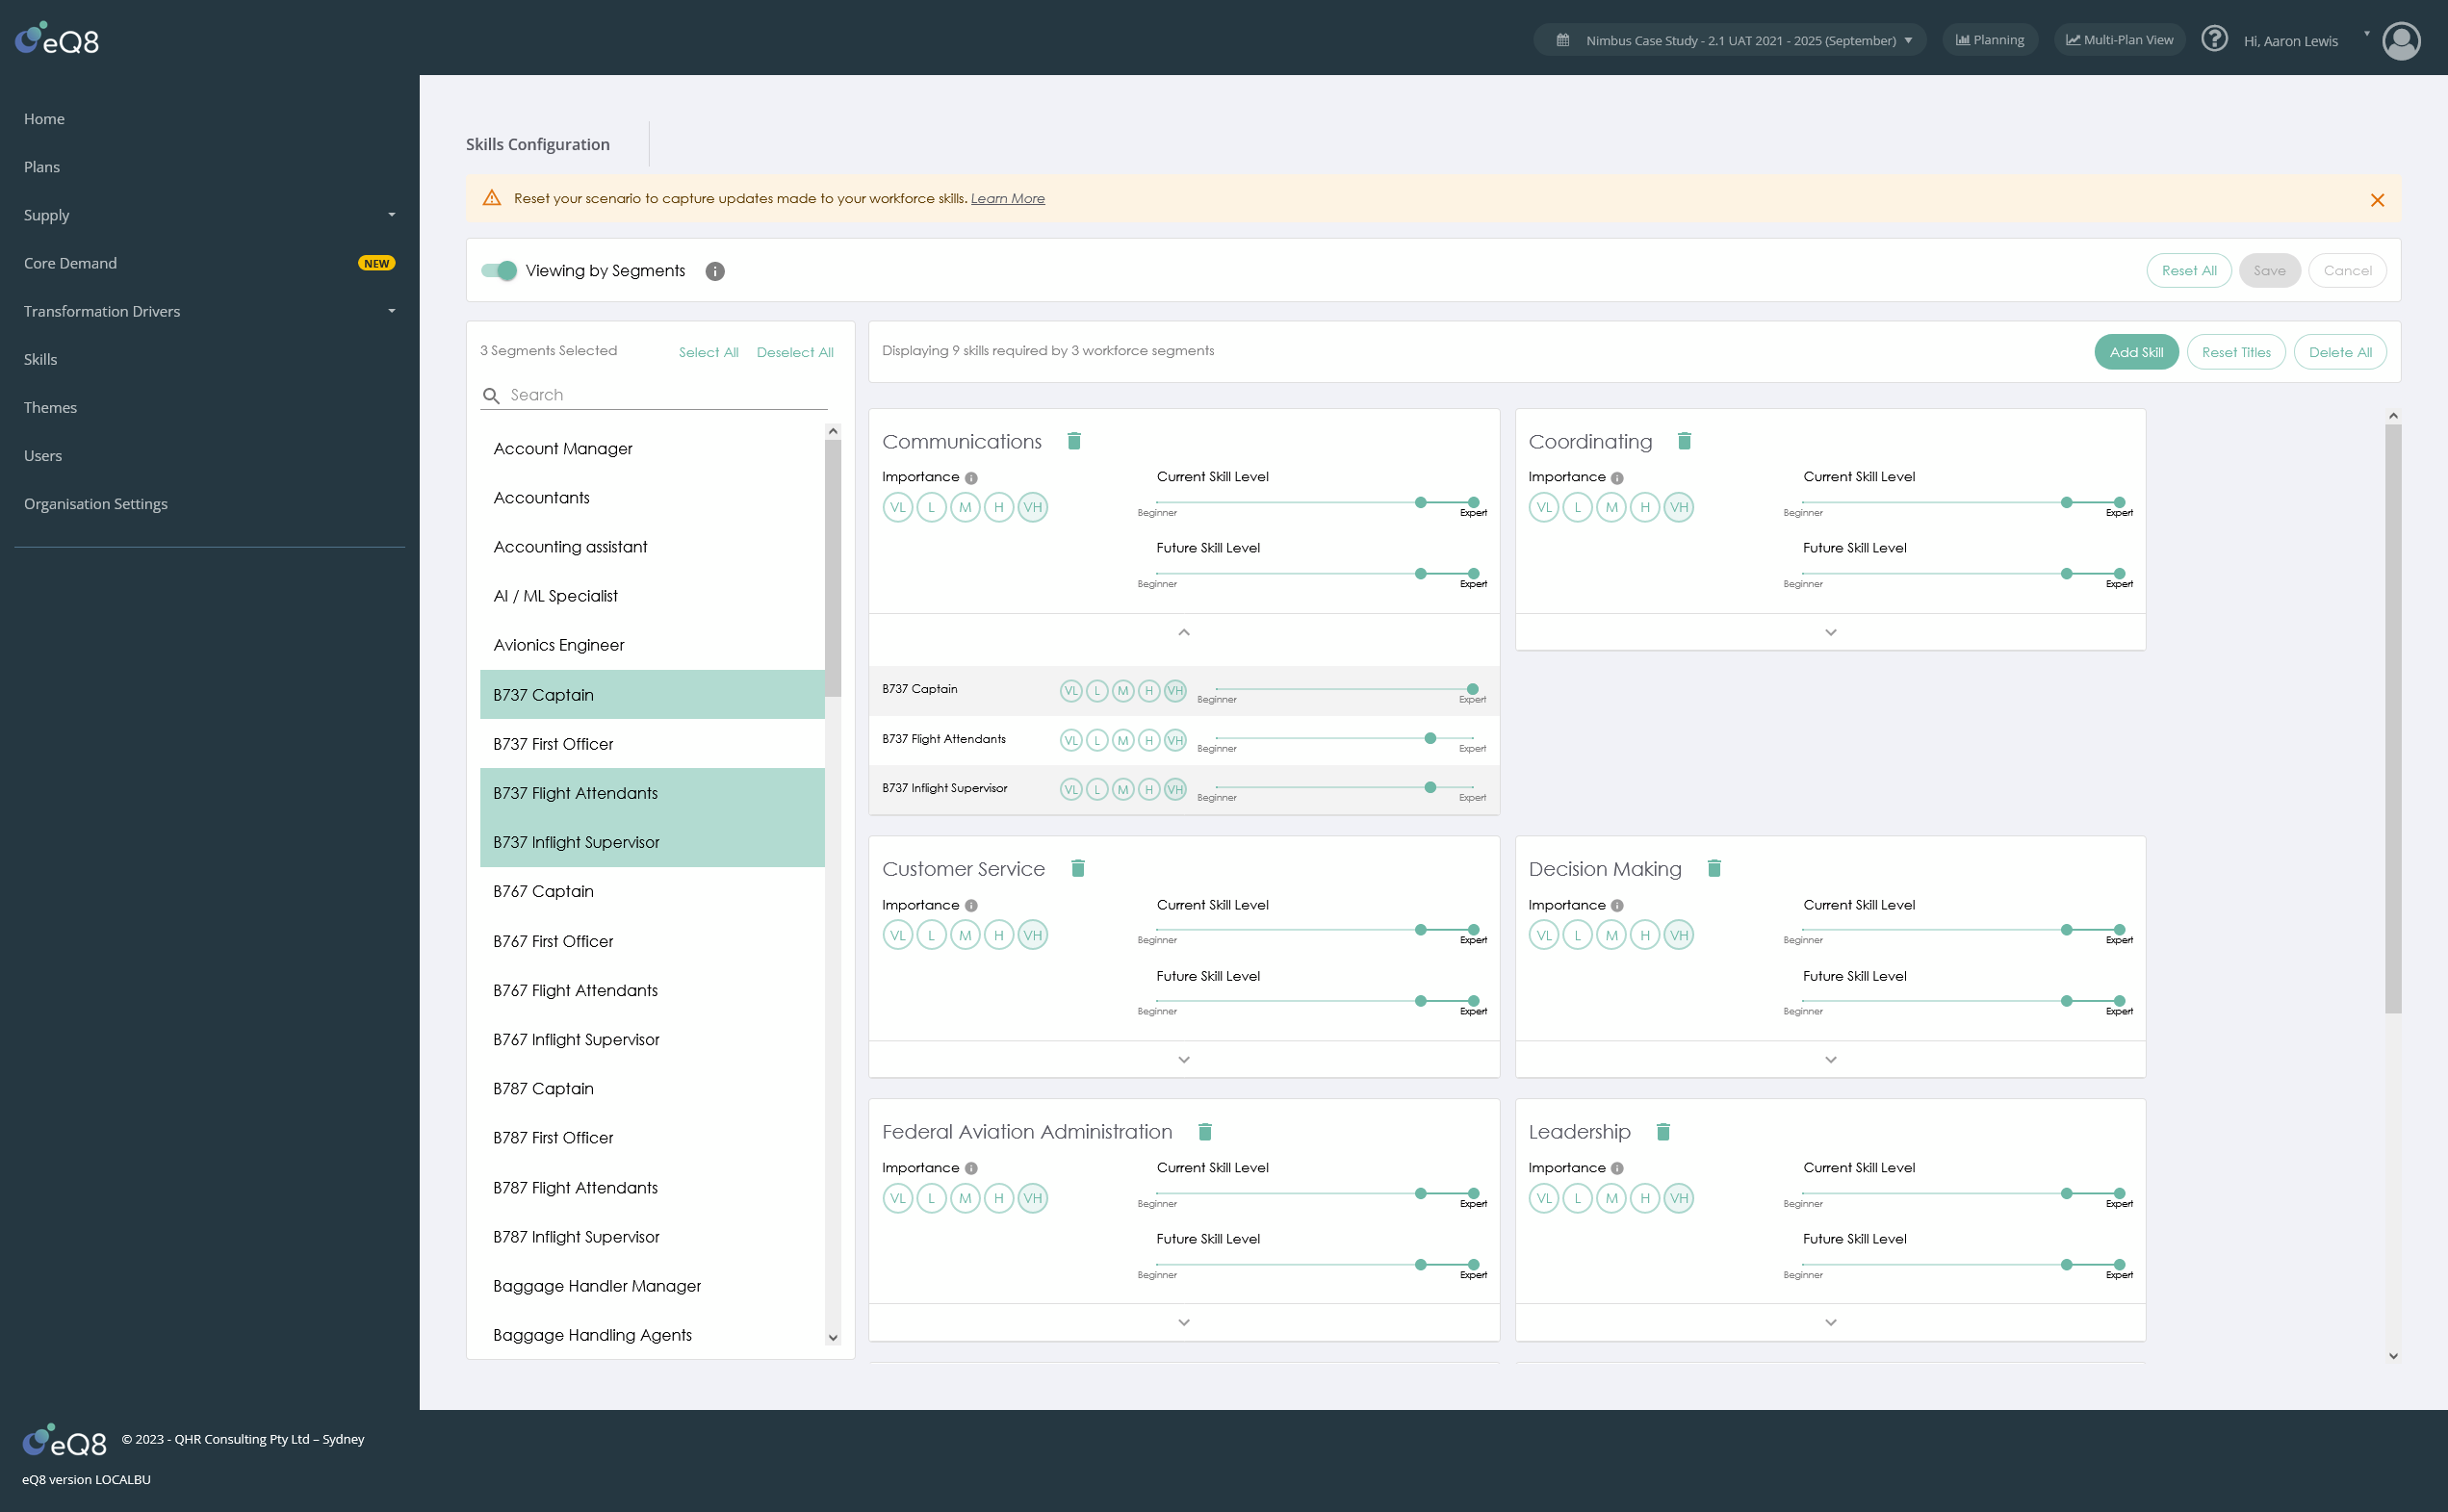 eQ8
Nimbus Case Study - 2.1 UAT 2021 - 2025 (September)
Planning
Multi-Plan View
Hi, Aaron Lewis
Home
Plans
Supply
Core Demand
NEW
Transformation Drivers
Skills
Themes
Users
Organisation Settings
Skills Configuration
Reset your scenario to capture updates made to your workforce skills. Learn More
Viewing by Segments
Reset All
Save
Cancel
3 Segments Selected
Select All
Deselect All
Search
Account Manager
Accountants
Accounting assistant
AI / ML Specialist
Avionics Engineer
B737 Captain
B737 First Officer
B737 Flight Attendants
B737 Inflight Supervisor
B767 Captain
B767 First Officer
B767 Flight Attendants
B767 Inflight Supervisor
B787 Captain
B787 First Officer
B787 Flight Attendants
B787 Inflight Supervisor
Baggage Handler Manager
Baggage Handling Agents
Displaying 9 skills required by 3 workforce segments
Add Skill
Reset Titles
Delete All
Communications
Importance
VL L M H VH
Current Skill Level
Beginner Expert
Future Skill Level
Beginner Expert
B737 Captain VL L M H VH Beginner Expert
B737 Flight Attendants VL L M H VH Beginner Expert
B737 Inflight Supervisor VL L M H VH Beginner Expert
Coordinating
Importance
VL L M H VH
Current Skill Level
Beginner Expert
Future Skill Level
Beginner Expert
Customer Service
Importance
VL L M H VH
Current Skill Level
Beginner Expert
Future Skill Level
Beginner Expert
Decision Making
Importance
VL L M H VH
Current Skill Level
Beginner Expert
Future Skill Level
Beginner Expert
Federal Aviation Administration
Importance
VL L M H VH
Current Skill Level
Beginner Expert
Future Skill Level
Beginner Expert
Leadership
Importance
VL L M H VH
Current Skill Level
Beginner Expert
Future Skill Level
Beginner Expert
eQ8
© 2023 - QHR Consulting Pty Ltd – Sydney
eQ8 version LOCALBU